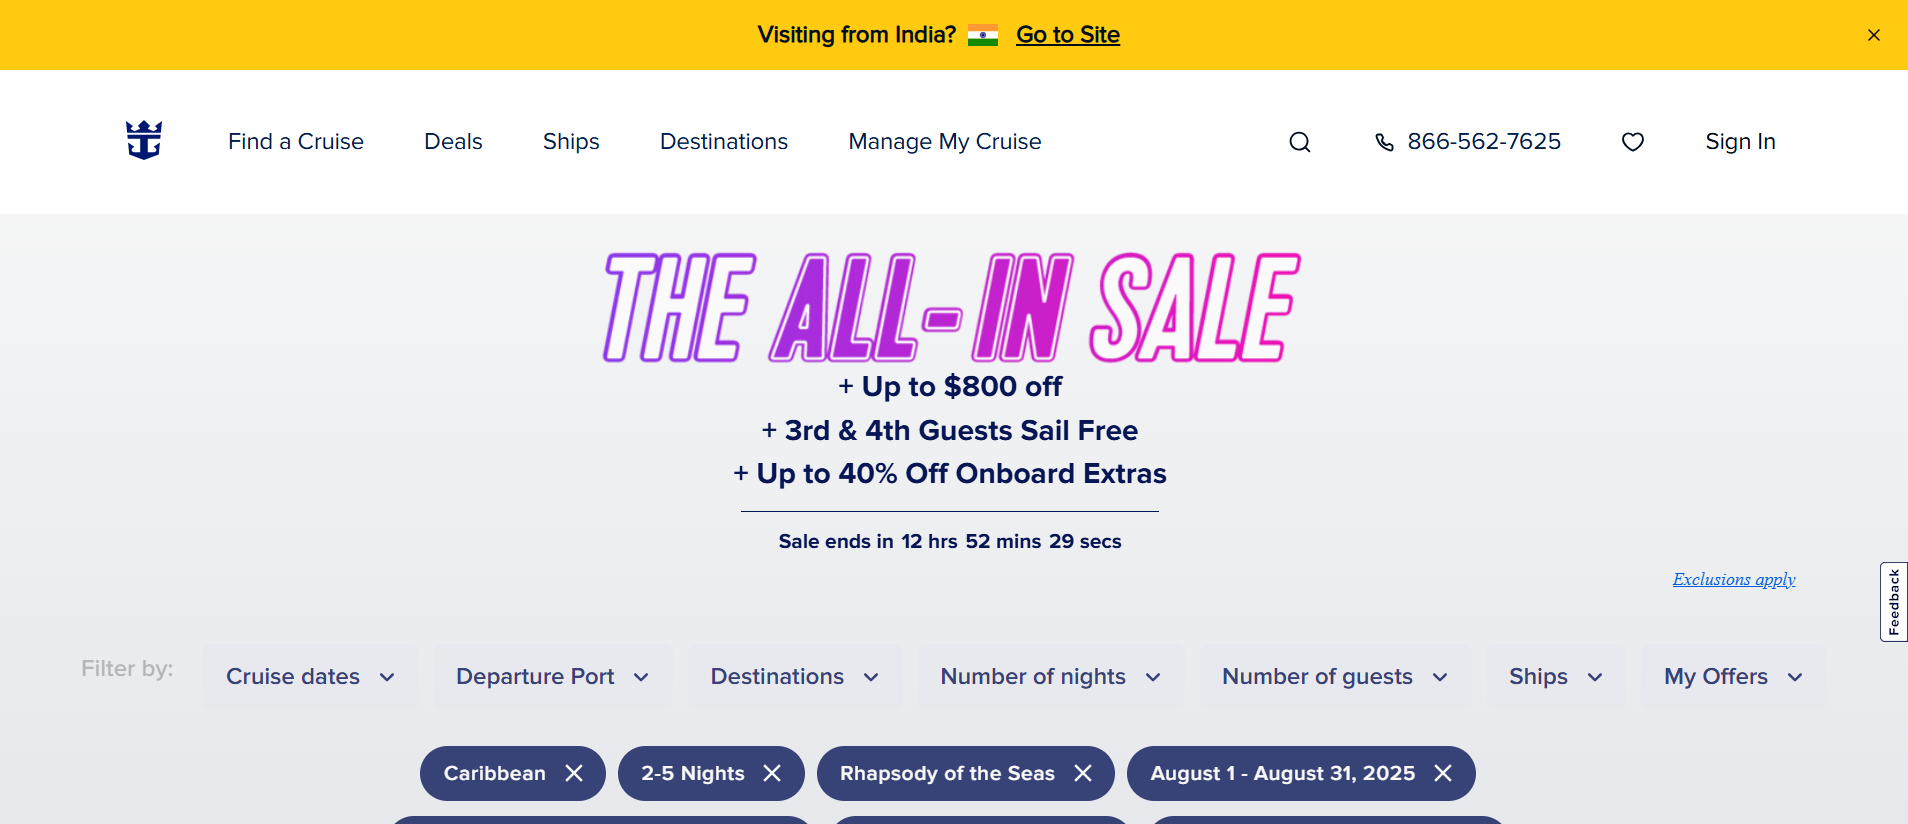 Visiting from India? Go to Site
Find a Cruise Deals Ships Destinations Manage My Cruise 866-562-7625 Sign In
THE ALL-IN SALE
+ Up to $800 off
+ 3rd & 4th Guests Sail Free
+ Up to 40% Off Onboard Extras
Sale ends in 12 hrs 52 mins 29 secs
Exclusions apply
Feedback
Filter by: Cruise dates Departure Port Destinations Number of nights Number of guests Ships My Offers
Caribbean 2-5 Nights Rhapsody of the Seas August 1 - August 31, 2025